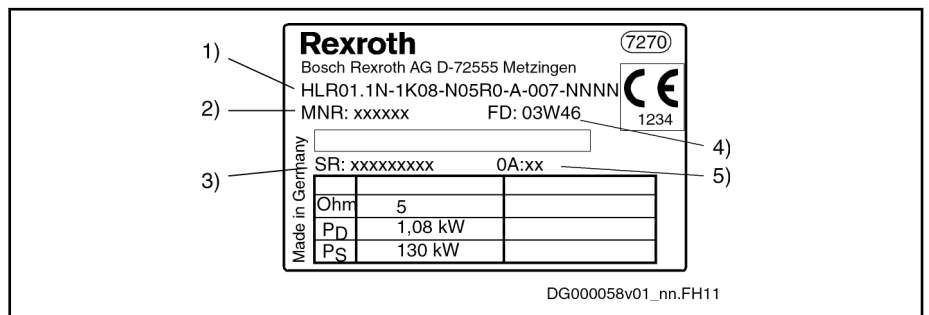 Rexroth 7270
Bosch Rexroth AG D-72555 Metzingen
1) HLR01.1N-1K08-N05R0-A-007-NNNN CE
2) MNR: xxxxxx FD: 03W46 1234
4)
Made in Germany
3) SR: xxxxxxxxx 0A:xx 5)
Ohm 5
PD 1,08 kW
PS 130 kW
DG000058v01_nn.FH11